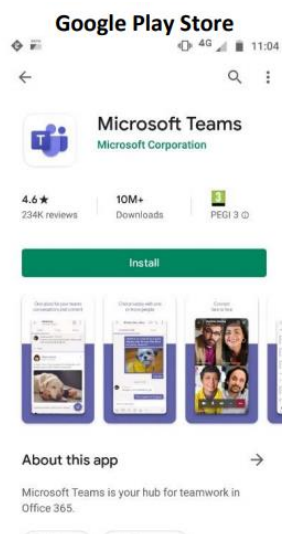 Google Play Store
4G 11:04
Microsoft Teams
Microsoft Corporation
4.6★ 10M+ 3
234K reviews Downloads PEGI 3
Install
About this app
Microsoft Teams is your hub for teamwork in
Office 365.